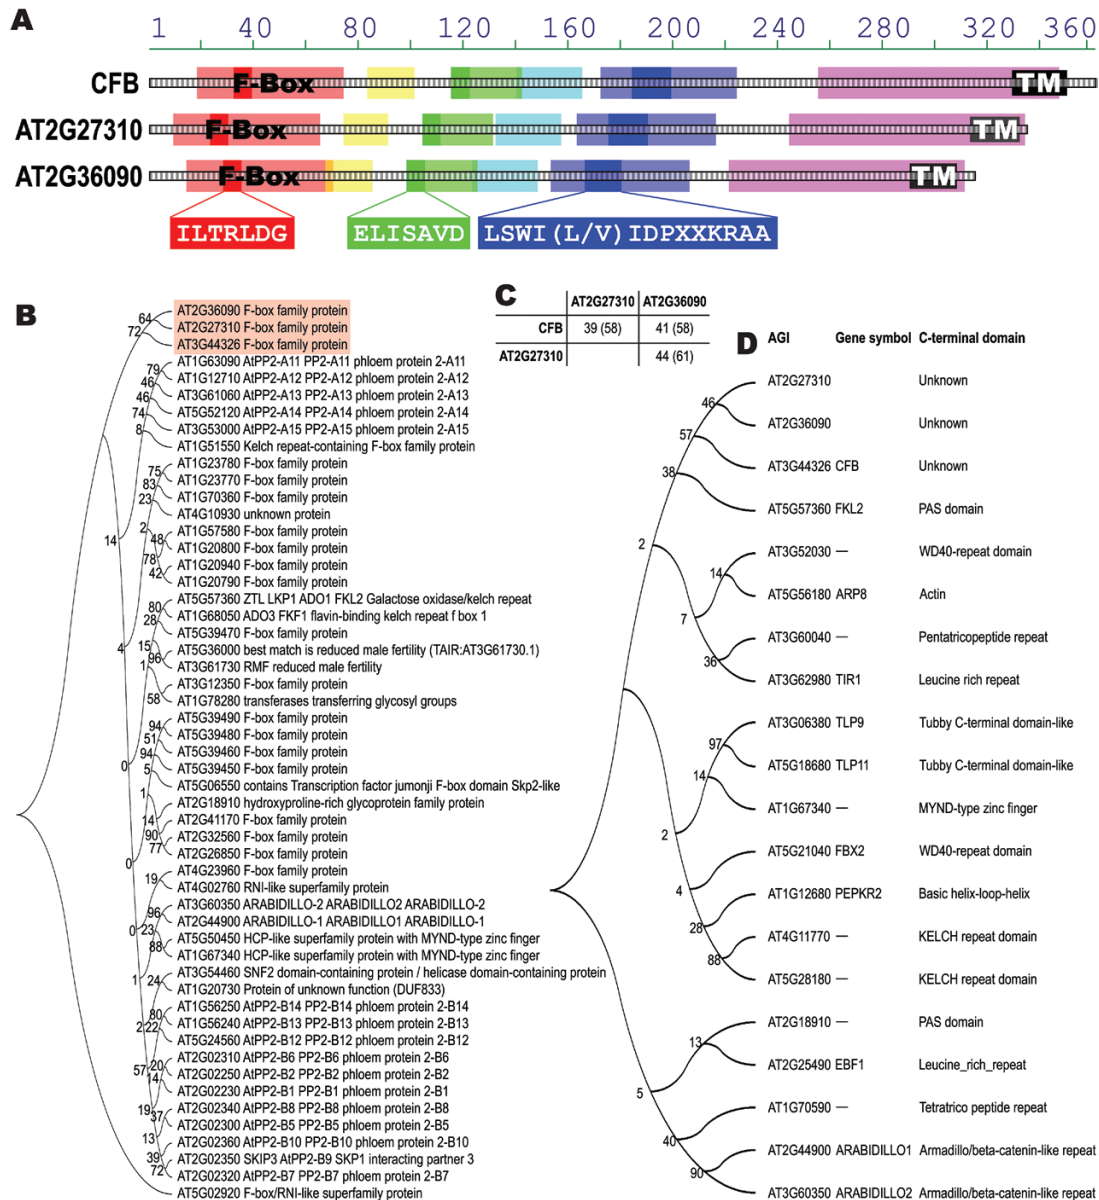 A
1 40 80 120 160 200 240 280 320 360
CFB F-Box TM
AT2G27310 F-Box TM
AT2G36090 F-Box TM
ILTRLDG ELISAVD LSWI(L/V)IDPXXKRAA
B
AT2G36090 F-box family protein
AT2G27310 F-box family protein
AT3G44326 F-box family protein
AT1G63090 AtPP2-A11 PP2-A11 phloem protein 2-A11
AT1G12710 AtPP2-A12 PP2-A12 phloem protein 2-A12
AT3G61060 AtPP2-A13 PP2-A13 phloem protein 2-A13
AT5G52120 AtPP2-A14 PP2-A14 phloem protein 2-A14
AT3G53000 AtPP2-A15 PP2-A15 phloem protein 2-A15
AT1G51550 Kelch repeat-containing F-box family protein
AT1G23780 F-box family protein
AT1G23770 F-box family protein
AT1G70360 F-box family protein
AT4G10930 unknown protein
AT1G57580 F-box family protein
AT1G20800 F-box family protein
AT1G20940 F-box family protein
AT1G20790 F-box family protein
AT5G57360 ZTL LKP1 ADO1 FKL2 Galactose oxidase/kelch repeat
AT1G68050 ADO3 FKF1 flavin-binding kelch repeat f box 1
AT5G39470 F-box family protein
AT5G36000 best match is reduced male fertility (TAIR:AT3G61730.1)
AT3G61730 RMF reduced male fertility
AT3G12350 F-box family protein
AT1G78280 transferases transferring glycosyl groups
AT5G39490 F-box family protein
AT5G39480 F-box family protein
AT5G39460 F-box family protein
AT5G39450 F-box family protein
AT5G06550 contains Transcription factor jumonji F-box domain Skp2-like
AT2G18910 hydroxyproline-rich glycoprotein family protein
AT2G41170 F-box family protein
AT2G32560 F-box family protein
AT2G26850 F-box family protein
AT4G23960 F-box family protein
AT4G02760 RNI-like superfamily protein
AT3G60350 ARABIDILLO-2 ARABIDILLO2 ARABIDILLO-2
AT2G44900 ARABIDILLO-1 ARABIDILLO1 ARABIDILLO-1
AT5G50450 HCP-like superfamily protein with MYND-type zinc finger
AT1G67340 HCP-like superfamily protein with MYND-type zinc finger
AT3G54460 SNF2 domain-containing protein / helicase domain-containing protein
AT1G20730 Protein of unknown function (DUF833)
AT1G56250 AtPP2-B14 PP2-B14 phloem protein 2-B14
AT1G56240 AtPP2-B13 PP2-B13 phloem protein 2-B13
AT5G24560 AtPP2-B12 PP2-B12 phloem protein 2-B12
AT2G02310 AtPP2-B6 PP2-B6 phloem protein 2-B6
AT2G02250 AtPP2-B2 PP2-B2 phloem protein 2-B2
AT2G02230 AtPP2-B1 PP2-B1 phloem protein 2-B1
AT2G02340 AtPP2-B8 PP2-B8 phloem protein 2-B8
AT2G02300 AtPP2-B5 PP2-B5 phloem protein 2-B5
AT2G02360 AtPP2-B10 PP2-B10 phloem protein 2-B10
AT2G02350 SKIP3 AtPP2-B9 SKP1 interacting partner 3
AT2G02320 AtPP2-B7 PP2-B7 phloem protein 2-B7
AT5G02920 F-box/RNI-like superfamily protein
64
72
79
46
46
74
8
75
83
23
14
2
48
78
42
80
28
4
15
96
1
58
94
51
94
0
5
1
14
90
77
0
19
96
0 23
88
1 24
80
2 22
57 20
14
19 37
13
39
72
C
AT2G27310 AT2G36090
CFB 39 (58) 41 (58)
AT2G27310 44 (61)
D
AGI Gene symbol C-terminal domain
AT2G27310 Unknown
AT2G36090 Unknown
AT3G44326 CFB Unknown
AT5G57360 FKL2 PAS domain
AT3G52030 — WD40-repeat domain
AT5G56180 ARP8 Actin
AT3G60040 — Pentatricopeptide repeat
AT3G62980 TIR1 Leucine rich repeat
AT3G06380 TLP9 Tubby C-terminal domain-like
AT5G18680 TLP11 Tubby C-terminal domain-like
AT1G67340 — MYND-type zinc finger
AT5G21040 FBX2 WD40-repeat domain
AT1G12680 PEPKR2 Basic helix-loop-helix
AT4G11770 — KELCH repeat domain
AT5G28180 — KELCH repeat domain
AT2G18910 — PAS domain
AT2G25490 EBF1 Leucine_rich_repeat
AT1G70590 — Tetratrico peptide repeat
AT2G44900 ARABIDILLO1 Armadillo/beta-catenin-like repeat
AT3G60350 ARABIDILLO2 Armadillo/beta-catenin-like repeat
46
57
38
2
14
7
36
97
14
2
4
28
88
13
5
40
90